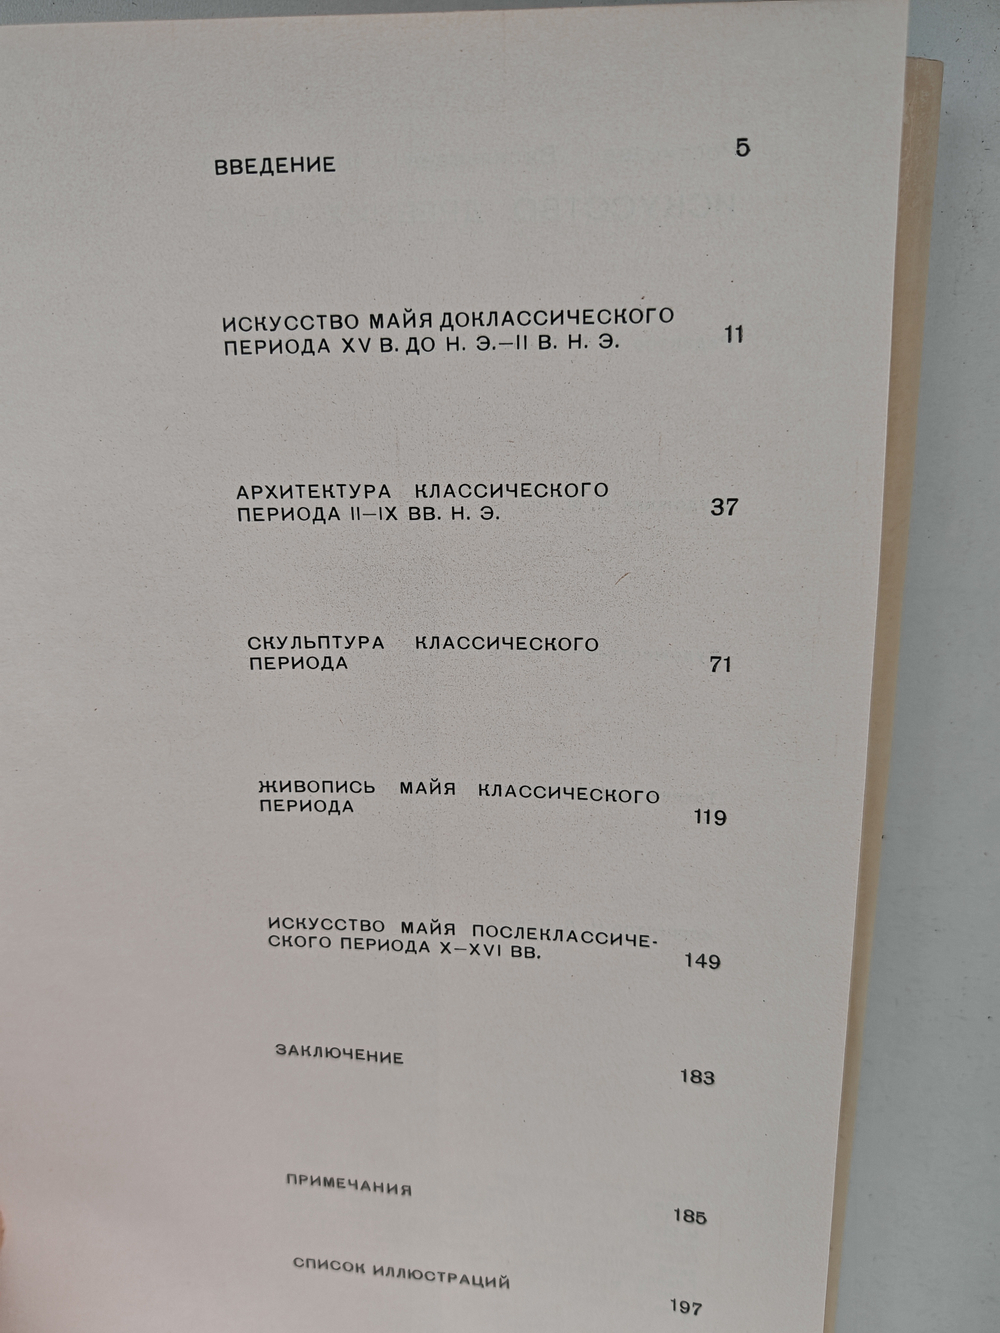 ВВЕДЕНИЕ 5
ИСКУССТВО МАЙЯ ДОКЛАССИЧЕСКОГО
ПЕРИОДА XV В. ДО Н. Э.—II В. Н. Э. 11
АРХИТЕКТУРА КЛАССИЧЕСКОГО
ПЕРИОДА II—IX ВВ. Н. Э. 37
СКУЛЬПТУРА КЛАССИЧЕСКОГО
ПЕРИОДА 71
ЖИВОПИСЬ МАЙЯ КЛАССИЧЕСКОГО
ПЕРИОДА 119
ИСКУССТВО МАЙЯ ПОСЛЕКЛАССИЧЕ-
СКОГО ПЕРИОДА X—XVI ВВ. 149
ЗАКЛЮЧЕНИЕ 183
ПРИМЕЧАНИЯ 185
СПИСОК ИЛЛЮСТРАЦИЙ 197